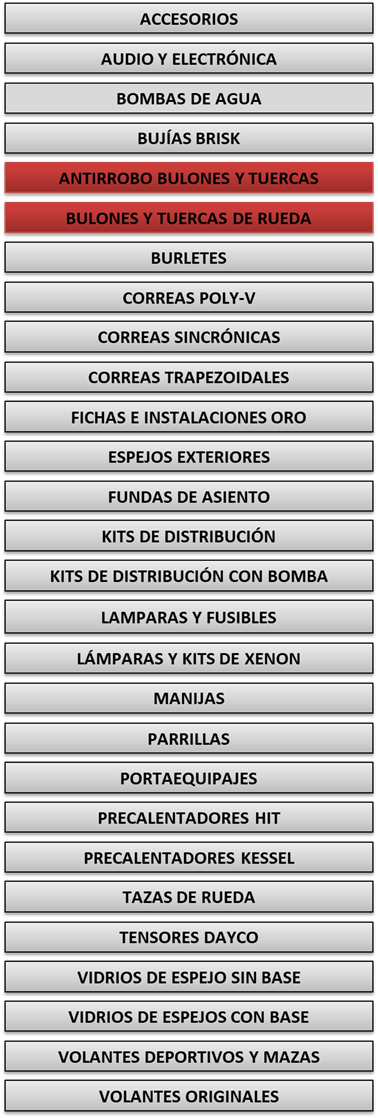 ACCESORIOS
AUDIO Y ELECTRÓNICA
BOMBAS DE AGUA
BUJÍAS BRISK
ANTIRROBO BULONES Y TUERCAS
BULONES Y TUERCAS DE RUEDA
BURLETES
CORREAS POLY-V
CORREAS SINCRÓNICAS
CORREAS TRAPEZOIDALES
FICHAS E INSTALACIONES ORO
ESPEJOS EXTERIORES
FUNDAS DE ASIENTO
KITS DE DISTRIBUCIÓN
KITS DE DISTRIBUCIÓN CON BOMBA
LAMPARAS Y FUSIBLES
LÁMPARAS Y KITS DE XENON
MANIJAS
PARRILLAS
PORTAEQUIPAJES
PRECALENTADORES HIT
PRECALENTADORES KESSEL
TAZAS DE RUEDA
TENSORES DAYCO
VIDRIOS DE ESPEJO SIN BASE
VIDRIOS DE ESPEJOS CON BASE
VOLANTES DEPORTIVOS Y MAZAS
VOLANTES ORIGINALES